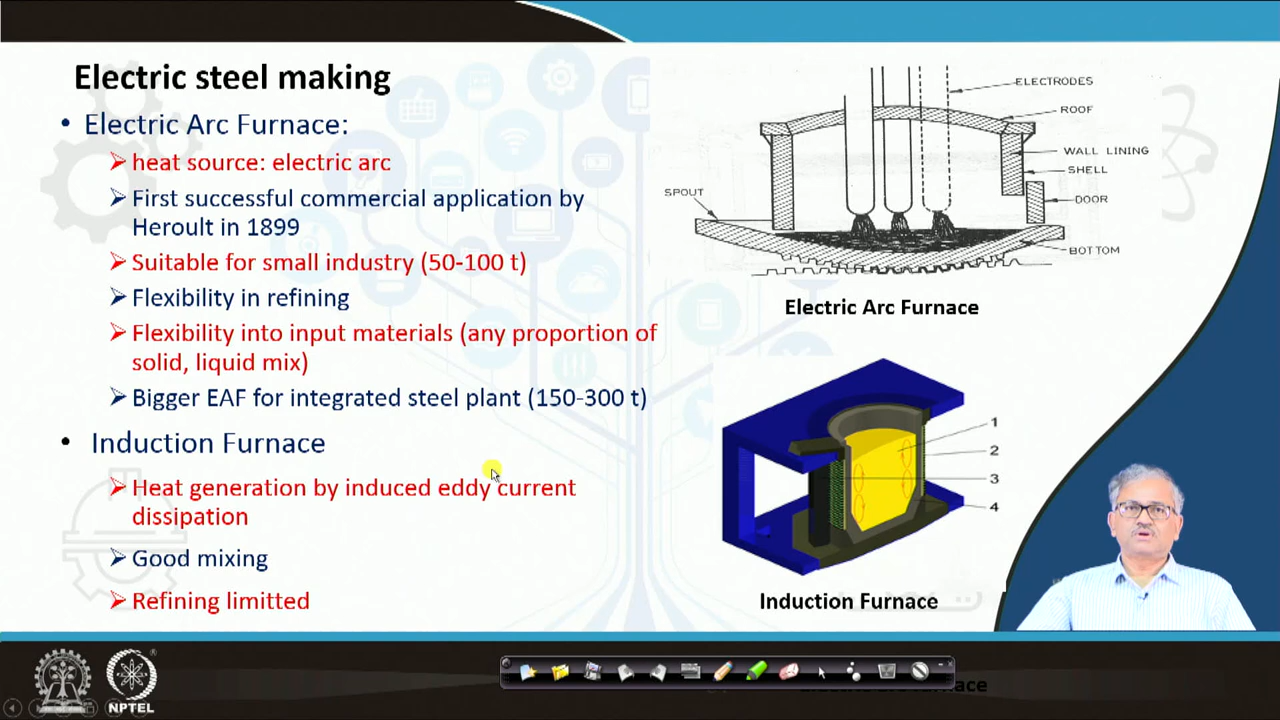 Electric steel making
• Electric Arc Furnace:
heat source: electric arc
First successful commercial application by
Heroult in 1899
Suitable for small industry (50-100 t)
Flexibility in refining
Flexibility into input materials (any proportion of
solid, liquid mix)
Bigger EAF for integrated steel plant (150-300 t)
• Induction Furnace
Heat generation by induced eddy current
dissipation
Good mixing
Refining limitted
ELECTRODES
ROOF
WALL LINING
SHELL
SPOUT
DOOR
BOTTOM
Electric Arc Furnace
1
2
3
4
Induction Furnace
NPTEL